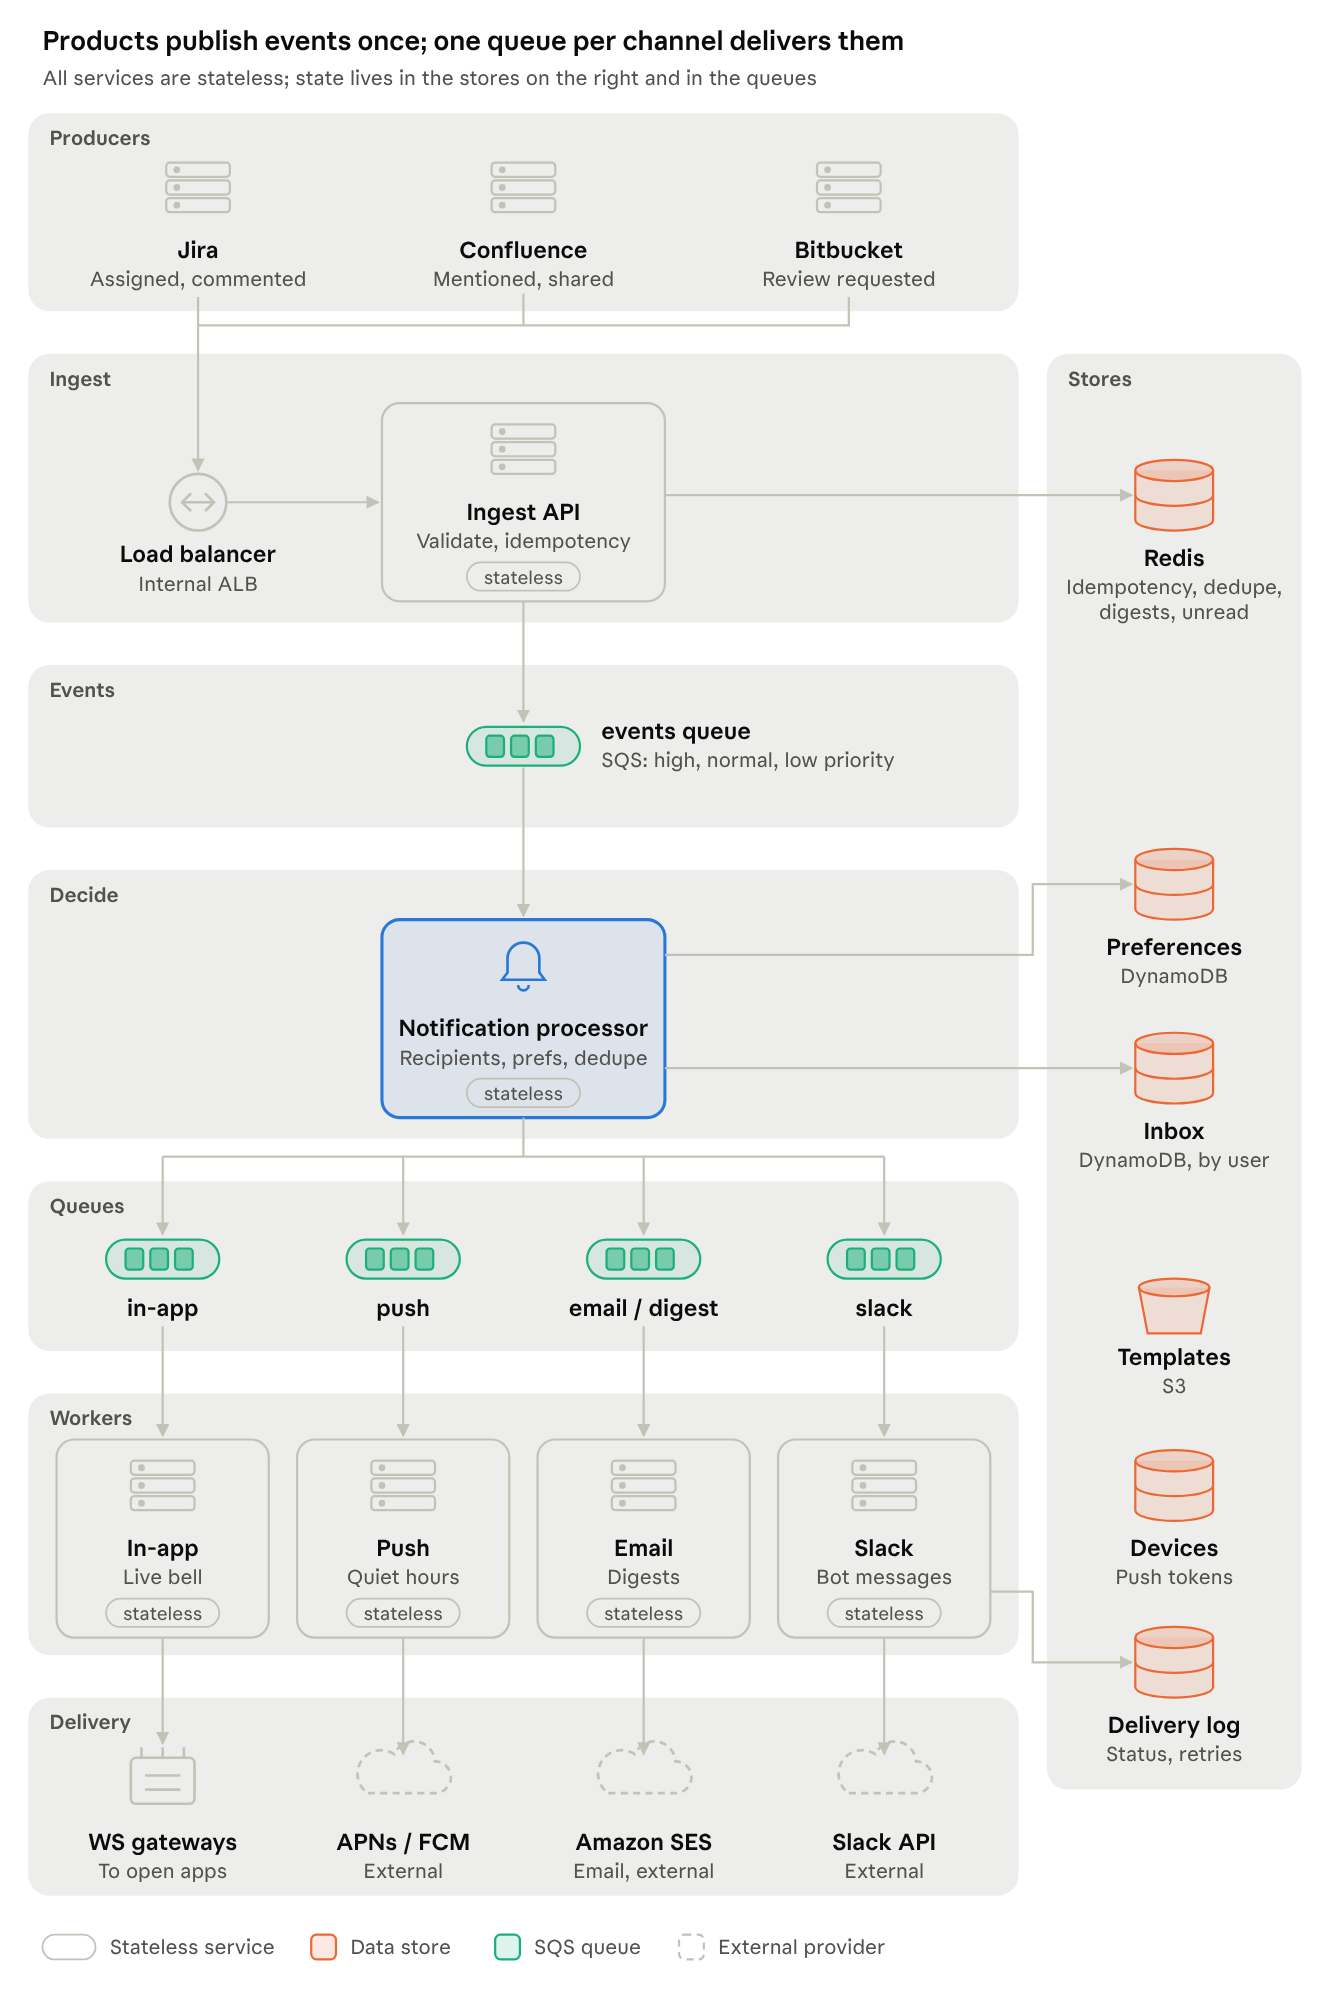 Products publish events once; one queue per channel delivers them
All services are stateless; state lives in the stores on the right and in the queues
Producers
Jira
Assigned, commented
Confluence
Mentioned, shared
Bitbucket
Review requested
Ingest
Load balancer
Internal ALB
Ingest API
Validate, idempotency
stateless
Stores
Redis
Idempotency, dedupe,
digests, unread
Events
events queue
SQS: high, normal, low priority
Decide
Notification processor
Recipients, prefs, dedupe
stateless
Preferences
DynamoDB
Inbox
DynamoDB, by user
Queues
in-app
push
email / digest
slack
Templates
S3
Workers
In-app
Live bell
stateless
Push
Quiet hours
stateless
Email
Digests
stateless
Slack
Bot messages
stateless
Devices
Push tokens
Delivery log
Status, retries
Delivery
WS gateways
To open apps
APNs / FCM
External
Amazon SES
Email, external
Slack API
External
Stateless service
Data store
SQS queue
External provider